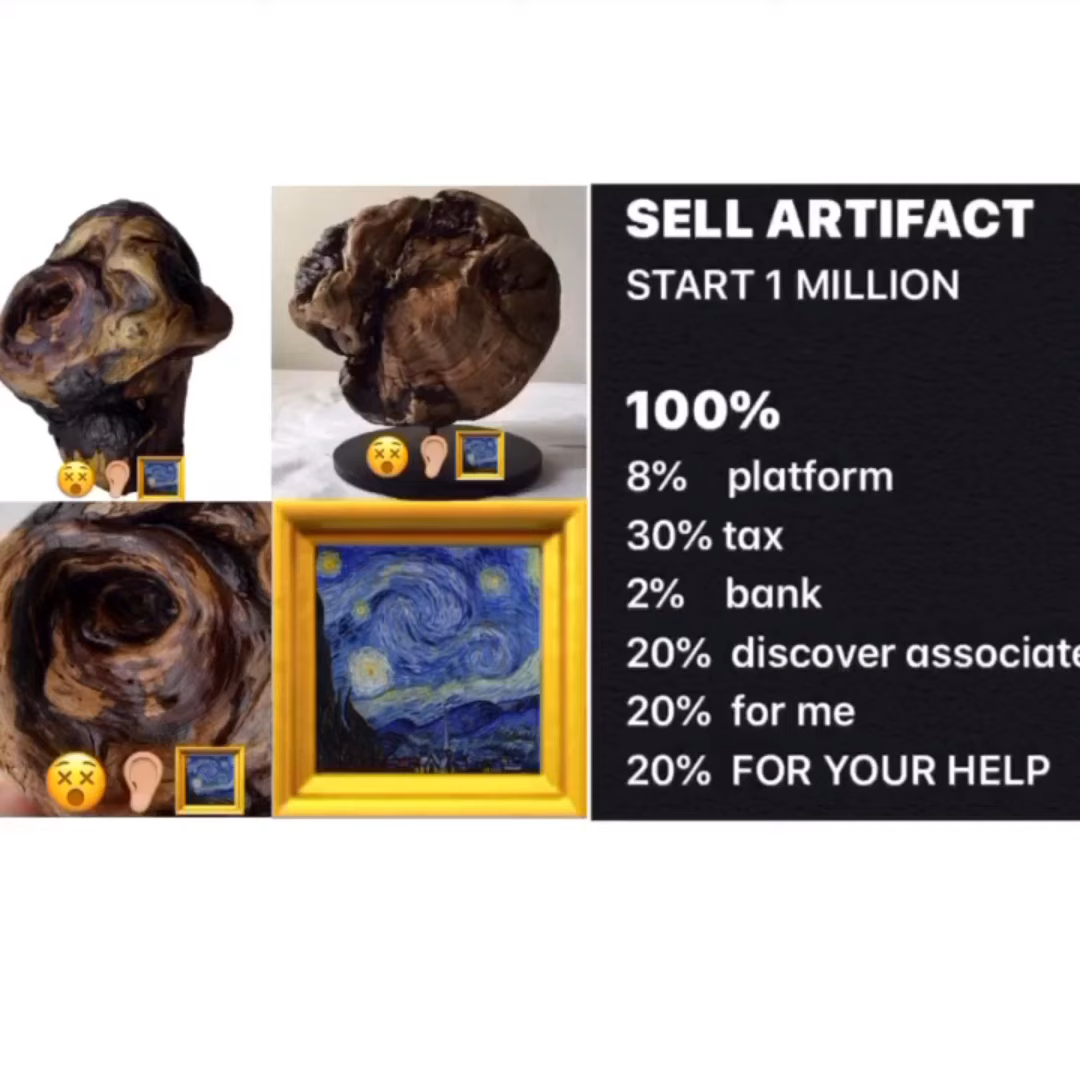 SELL ARTIFACT
START 1 MILLION
100%
8% platform
30% tax
2% bank
20% discover associate
20% for me
20% FOR YOUR HELP